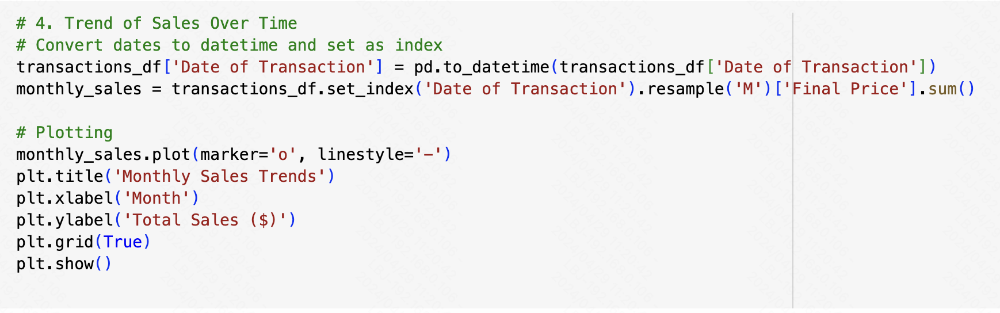 # 4. Trend of Sales Over Time
# Convert dates to datetime and set as index
transactions_df['Date of Transaction'] = pd.to_datetime(transactions_df['Date of Transaction'])
monthly_sales = transactions_df.set_index('Date of Transaction').resample('M')['Final Price'].sum()
# Plotting
monthly_sales.plot(marker='o', linestyle='-')
plt.title('Monthly Sales Trends')
plt.xlabel('Month')
plt.ylabel('Total Sales ($)')
plt.grid(True)
plt.show()